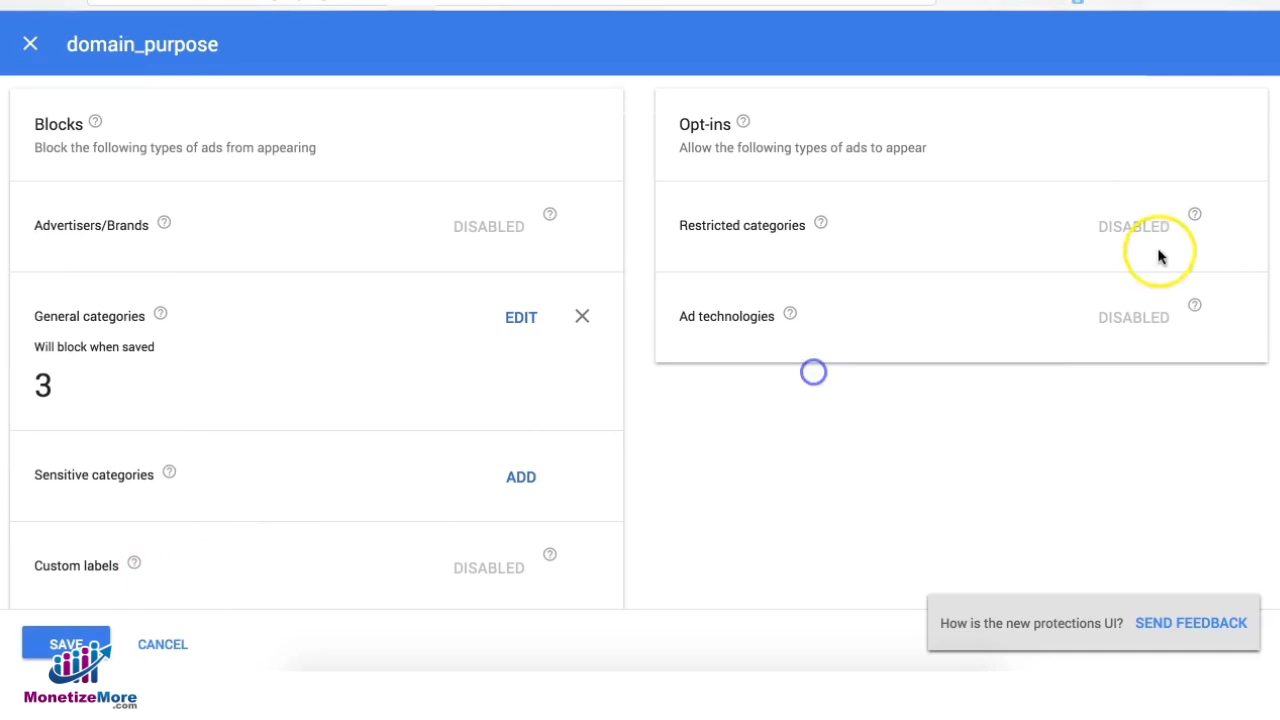 domain_purpose
Blocks
Block the following types of ads from appearing
Advertisers/Brands
DISABLED
General categories
EDIT
Will block when saved
3
Sensitive categories
ADD
Custom labels
DISABLED
Opt-ins
Allow the following types of ads to appear
Restricted categories
DISABLED
Ad technologies
DISABLED
How is the new protections UI? SEND FEEDBACK
SAVE
CANCEL
MonetizeMore
.com